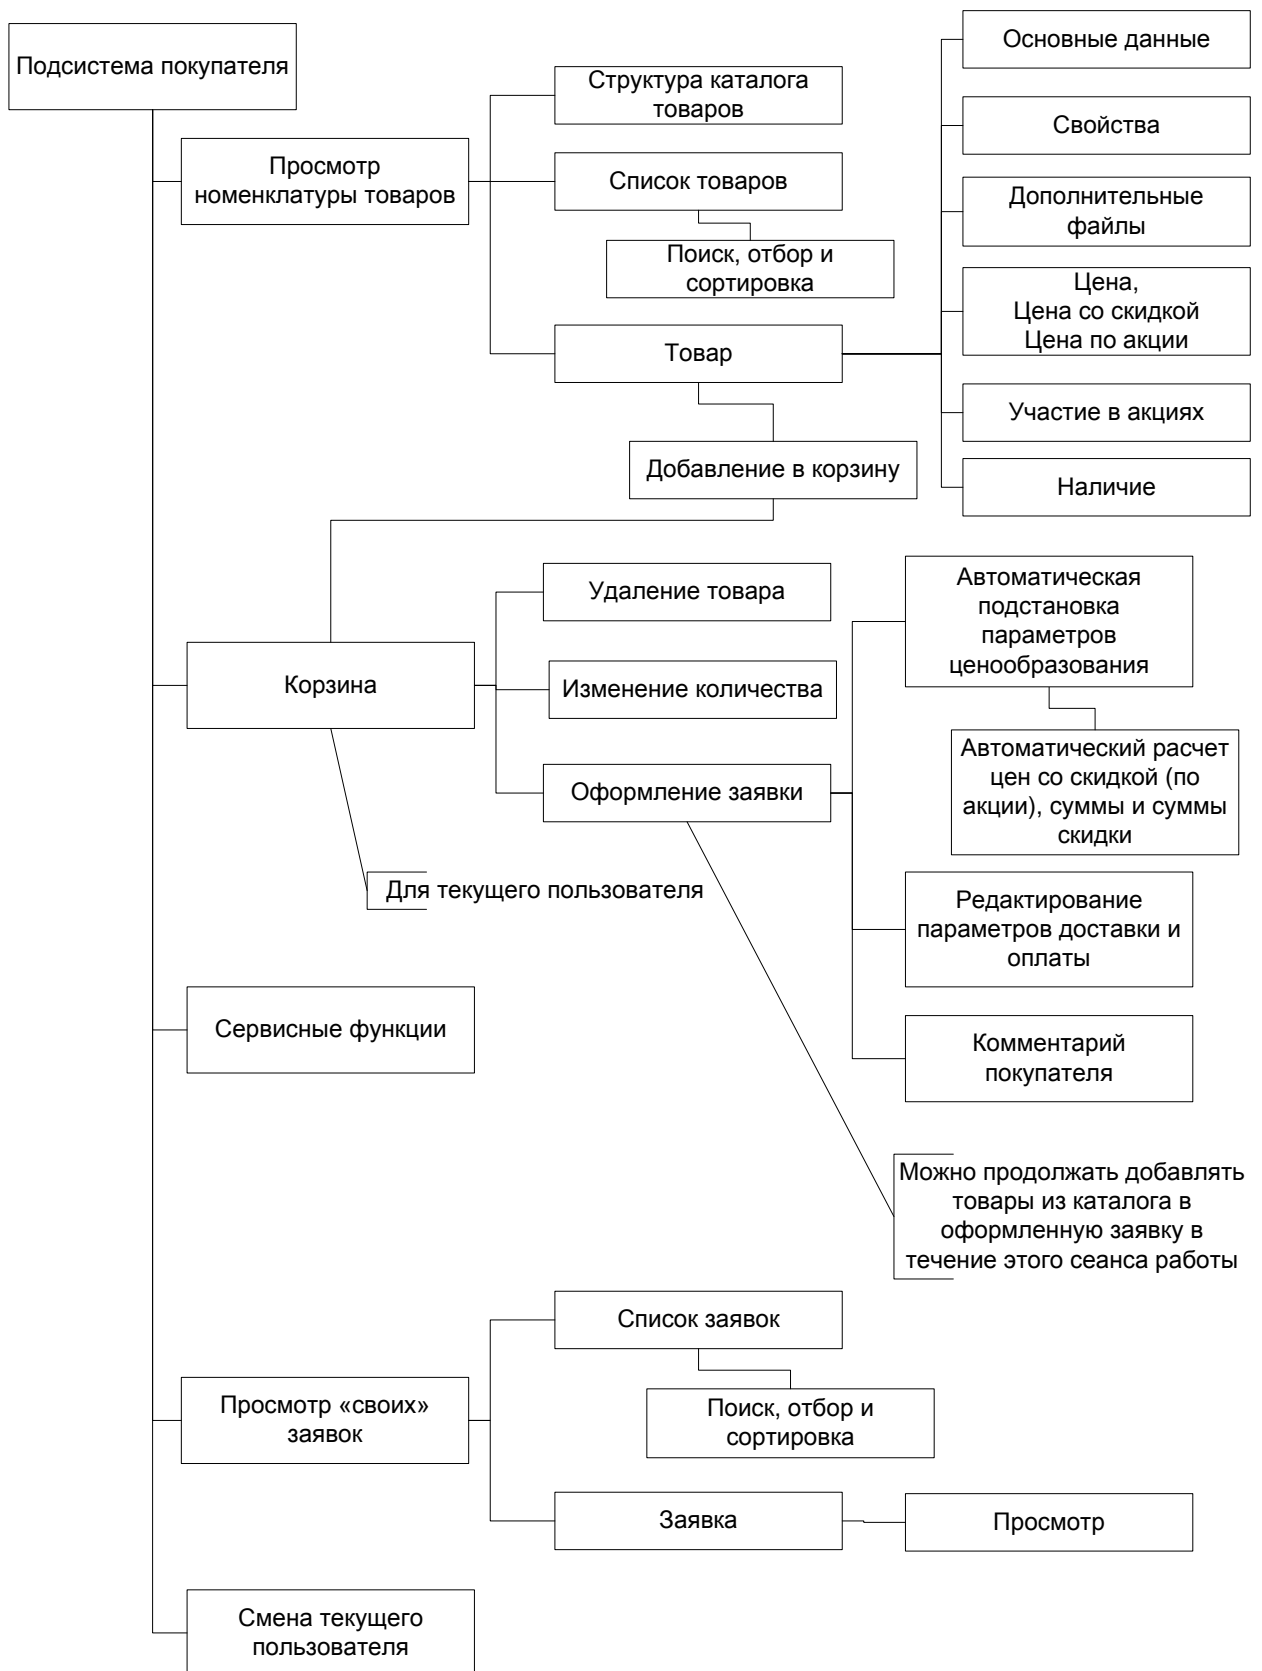 Подсистема покупателя
Просмотр
номенклатуры товаров
Структура каталога
товаров
Список товаров
Поиск, отбор и
сортировка
Товар
Основные данные
Свойства
Дополнительные
файлы
Цена,
Цена со скидкой
Цена по акции
Участие в акциях
Наличие
Добавление в корзину
Корзина
Удаление товара
Изменение количества
Оформление заявки
Автоматическая
подстановка
параметров
ценообразования
Автоматический расчет
цен со скидкой (по
акции), суммы и суммы
скидки
Редактирование
параметров доставки и
оплаты
Комментарий
покупателя
Для текущего пользователя
Можно продолжать добавлять
товары из каталога в
оформленную заявку в
течение этого сеанса работы
Сервисные функции
Просмотр «своих»
заявок
Список заявок
Поиск, отбор и
сортировка
Заявка
Просмотр
Смена текущего
пользователя